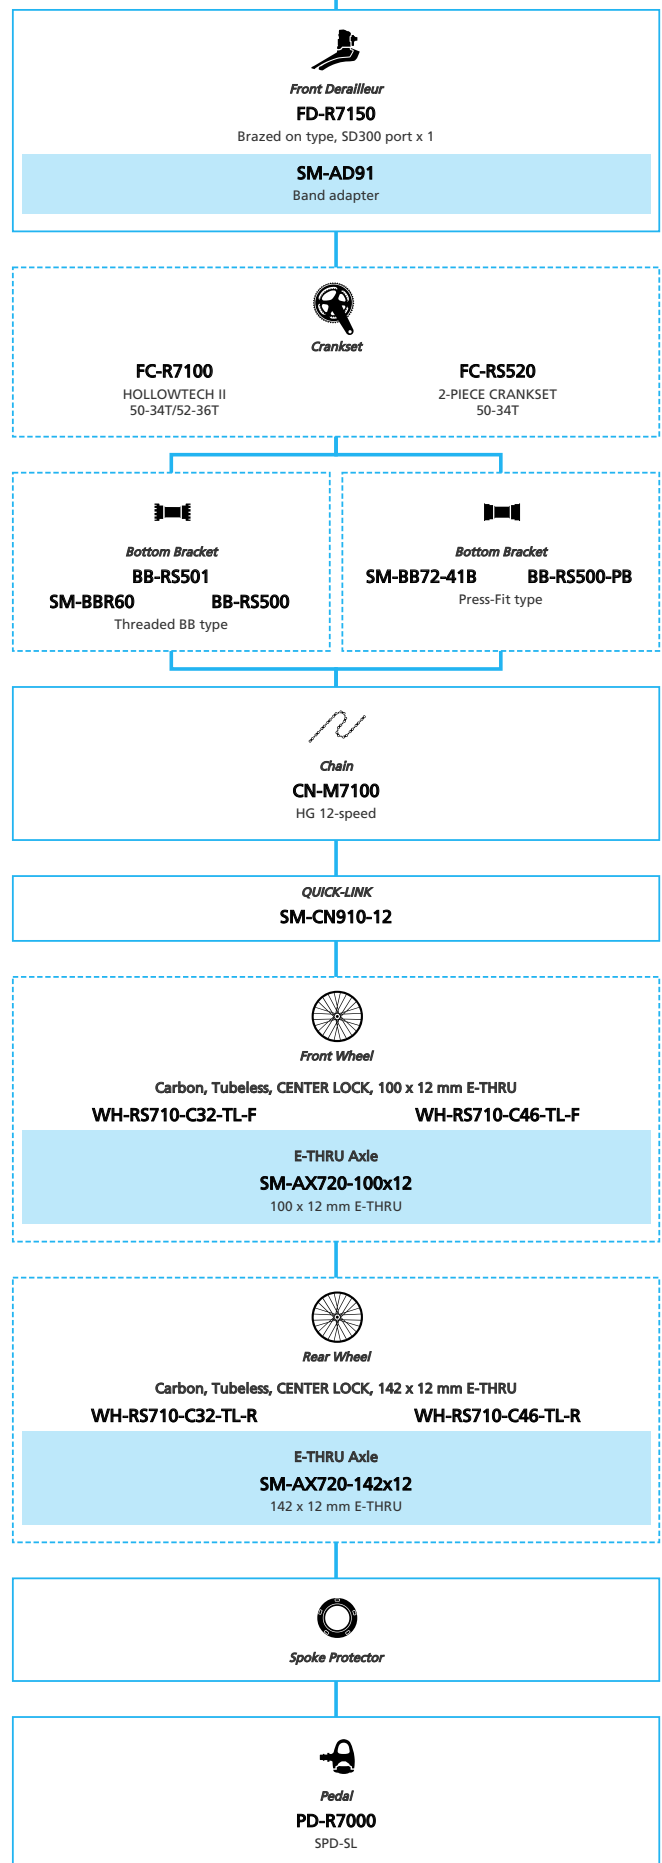 Front Derailleur
FD-R7150
Brazed on type, SD300 port x 1
SM-AD91
Band adapter
Crankset
FC-R7100
HOLLOWTECH II
50-34T/52-36T
FC-RS520
2-PIECE CRANKSET
50-34T
Bottom Bracket
BB-RS501
SM-BBR60 BB-RS500
Threaded BB type
Bottom Bracket
SM-BB72-41B BB-RS500-PB
Press-Fit type
Chain
CN-M7100
HG 12-speed
QUICK-LINK
SM-CN910-12
Front Wheel
Carbon, Tubeless, CENTER LOCK, 100 x 12 mm E-THRU
WH-RS710-C32-TL-F WH-RS710-C46-TL-F
E-THRU Axle
SM-AX720-100x12
100 x 12 mm E-THRU
Rear Wheel
Carbon, Tubeless, CENTER LOCK, 142 x 12 mm E-THRU
WH-RS710-C32-TL-R WH-RS710-C46-TL-R
E-THRU Axle
SM-AX720-142x12
142 x 12 mm E-THRU
Spoke Protector
Pedal
PD-R7000
SPD-SL